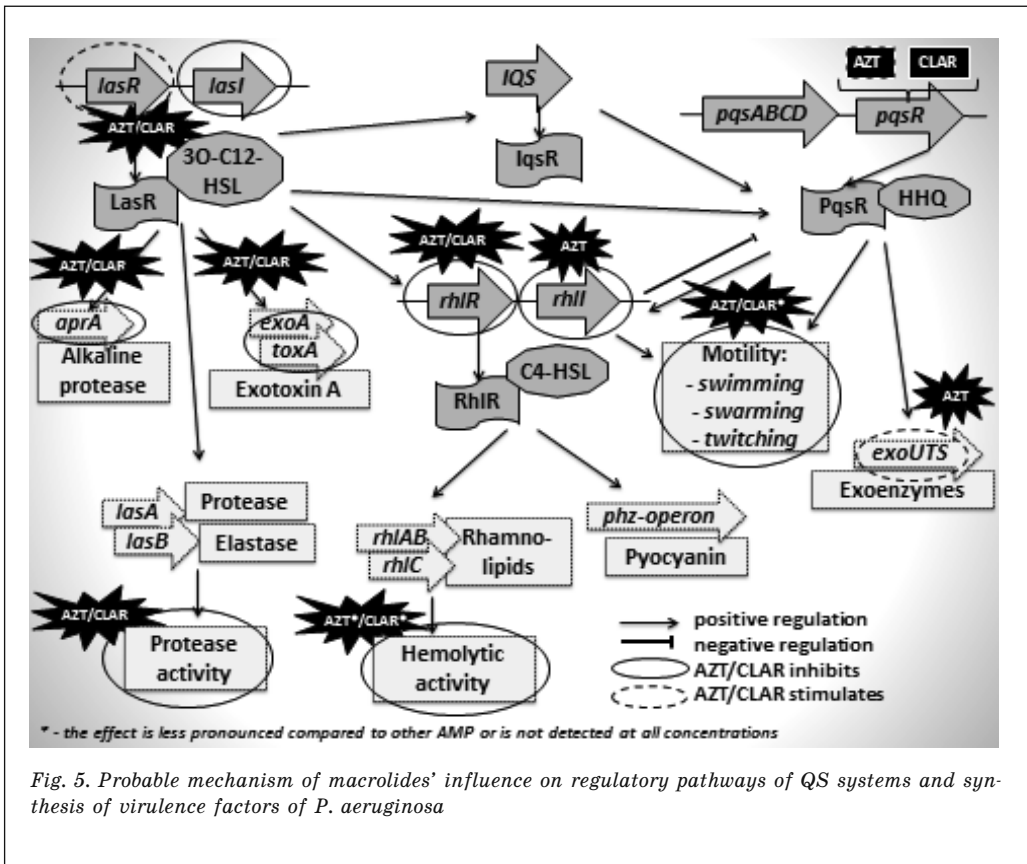 lasR
lasI
AZT/CLAR
3O-C12-
HSL
LasR
IQS
IqsR
AZT
CLAR
pqsABCD
pqsR
PqsR
HHQ
AZT/CLAR
aprA
Alkaline
protease
AZT/CLAR
exoA
toxA
Exotoxin A
AZT/CLAR
rhlR
AZT
rhlI
C4-HSL
RhlR
AZT/CLAR*
Motility:
- swimming
- swarming
- twitching
AZT
exoUTS
Exoenzymes
lasA
lasB
Protease
Elastase
rhlAB
rhlC
Rhamno-
lipids
phz-operon
Pyocyanin
AZT/CLAR
Protease
activity
AZT*/CLAR*
Hemolytic
activity
positive regulation
negative regulation
AZT/CLAR inhibits
AZT/CLAR stimulates
* - the effect is less pronounced compared to other AMP or is not detected at all concentrations
Fig. 5. Probable mechanism of macrolides' influence on regulatory pathways of QS systems and syn-
thesis of virulence factors of P. aeruginosa